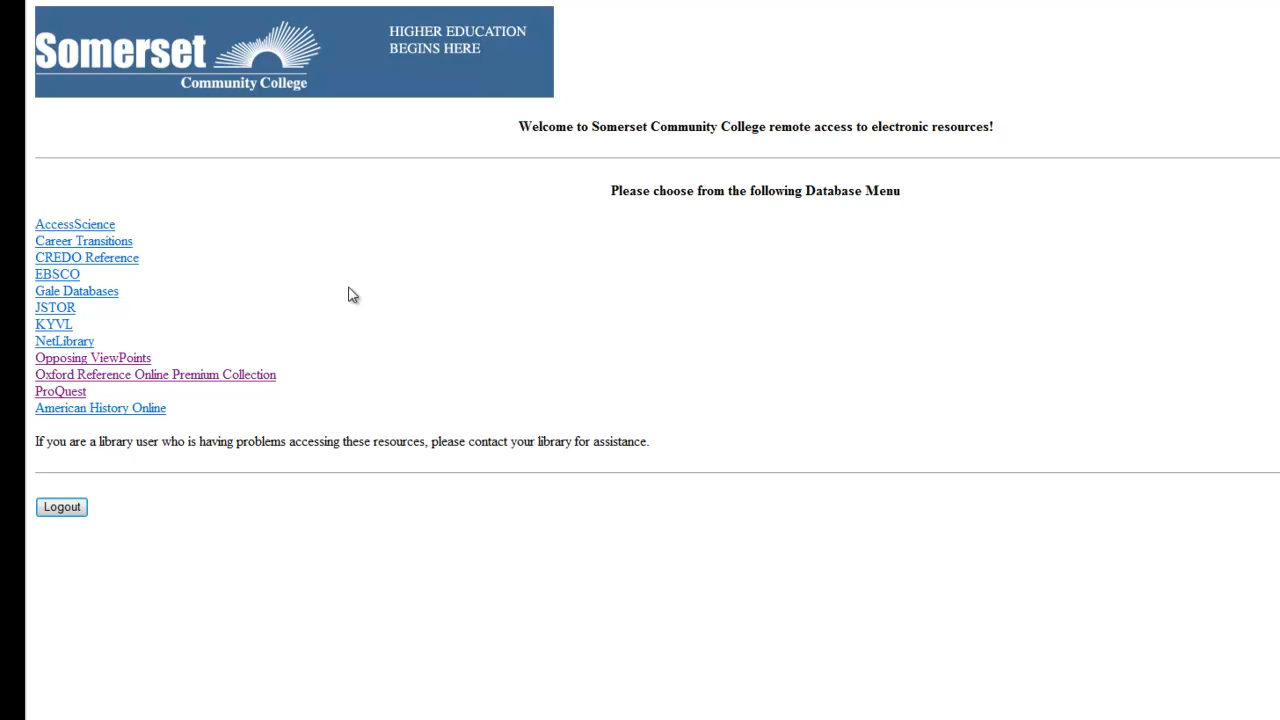 Somerset
Community College
HIGHER EDUCATION
BEGINS HERE
Welcome to Somerset Community College remote access to electronic resources!
Please choose from the following Database Menu
AccessScience
Career Transitions
CREDO Reference
EBSCO
Gale Databases
JSTOR
KYVL
NetLibrary
Opposing ViewPoints
Oxford Reference Online Premium Collection
ProQuest
American History Online
If you are a library user who is having problems accessing these resources, please contact your library for assistance.
Logout